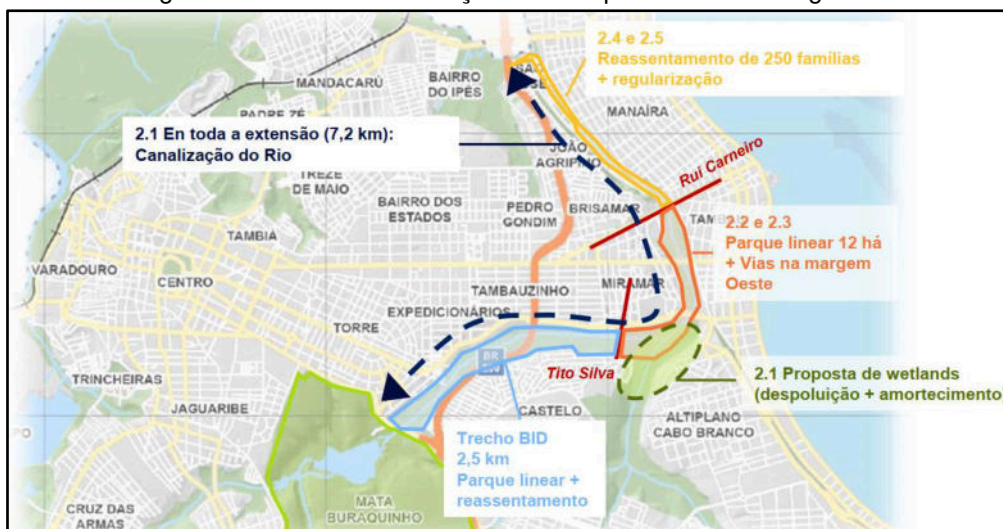 2.4 e 2.5
Reassentamento de 250 famílias
+ regularização
MANDACARÚ
BAIRRO
DO IPÊS
MANAÍRA
2.1 En toda a extensão (7,2 km):
Canalização do Rio
JOÃO
AGRIPINO
Rui Carneiro
TREZE
DE MAIO
BAIRRO DOS
ESTADOS
PEDRO
GONDIM
BRISAMAR
TAMBIA
2.2 e 2.3
Parque linear 12 há
+ Vias na margem
Oeste
VARADOURO
CENTRO
TAMBAUZINHO
MIRAMAR
EXPEDICIONÁRIOS
TORRE
BR
Tito Silva
2.1 Proposta de wetlands
(despoluição + amortecimento
TRINCHEIRAS
JAGUARIBE
CASTELO
ALTIPLANO
CABO BRANCO
Trecho BID
2,5 km
Parque linear +
reassentamento
CRUZ DAS
ARMAS
MATA
BURAQUINHO